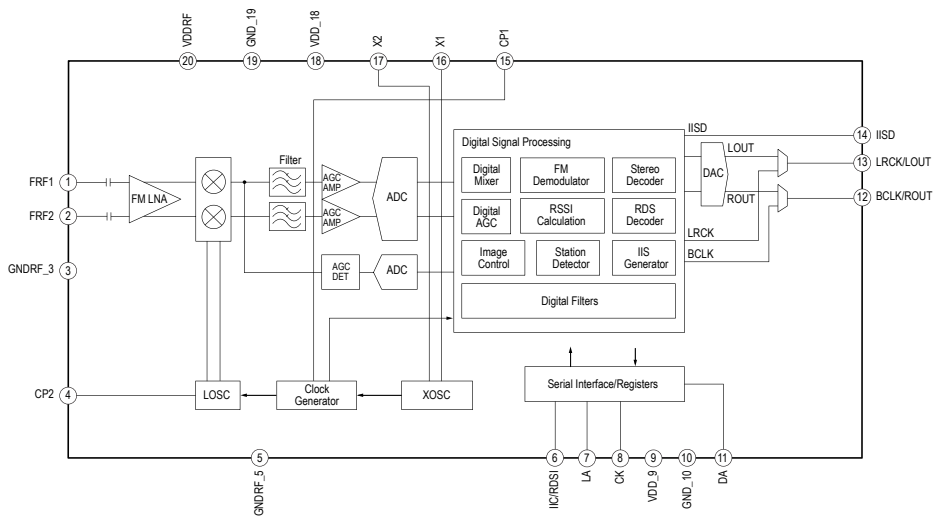 VDDRF
GND_19
VDD_18
X2
X1
CP1
20
19
18
17
16
15
IISD
14 IISD
Digital Signal Processing
LOUT
13 LRCK/LOUT
DAC
ROUT
12 BCLK/ROUT
LRCK
BCLK
FRF1 1
FRF2 2
FM LNA
Filter
AGC
AMP
AGC
AMP
ADC
Digital
Mixer
FM
Demodulator
Stereo
Decoder
Digital
AGC
RSSI
Calculation
RDS
Decoder
Image
Control
Station
Detector
IIS
Generator
Digital Filters
GNDRF_3 3
AGC
DET
ADC
CP2 4
LOSC
Clock
Generator
XOSC
Serial Interface/Registers
5
6
7
8
9
10
11
GNDRF_5
IIC/RDSI
LA
CK
VDD_9
GND_10
DA